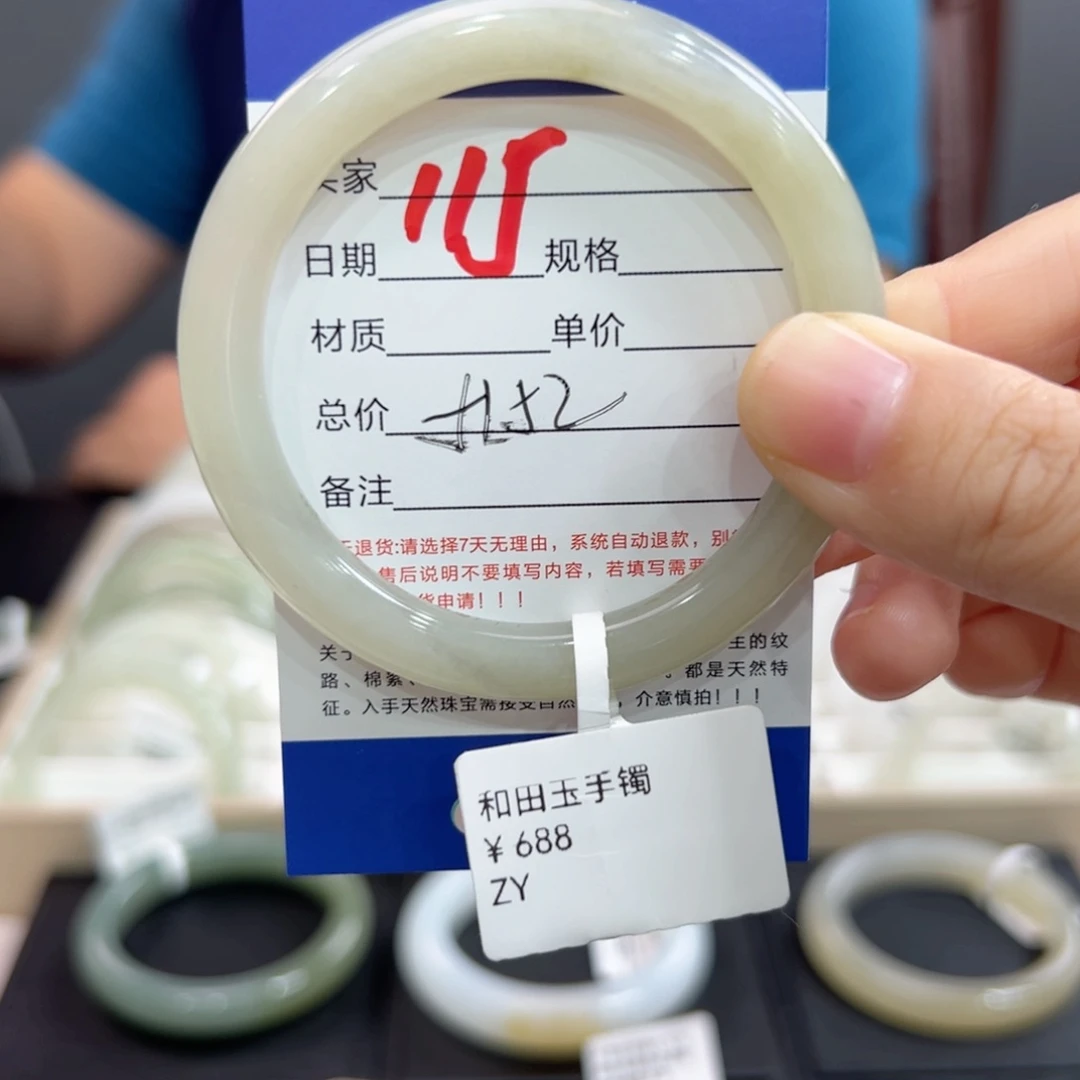 家
日期 规格
材质 单价
总价
备注
退货:请选择7天无理由，系统自动退款，别
售后说明不要填写内容，若填写需要
货申请！！！
关于 主的纹
路、棉絮、 。都是天然特
征。入手天然珠宝需接受自然 ，介意慎拍！！！
和田玉手镯
¥ 688
ZY